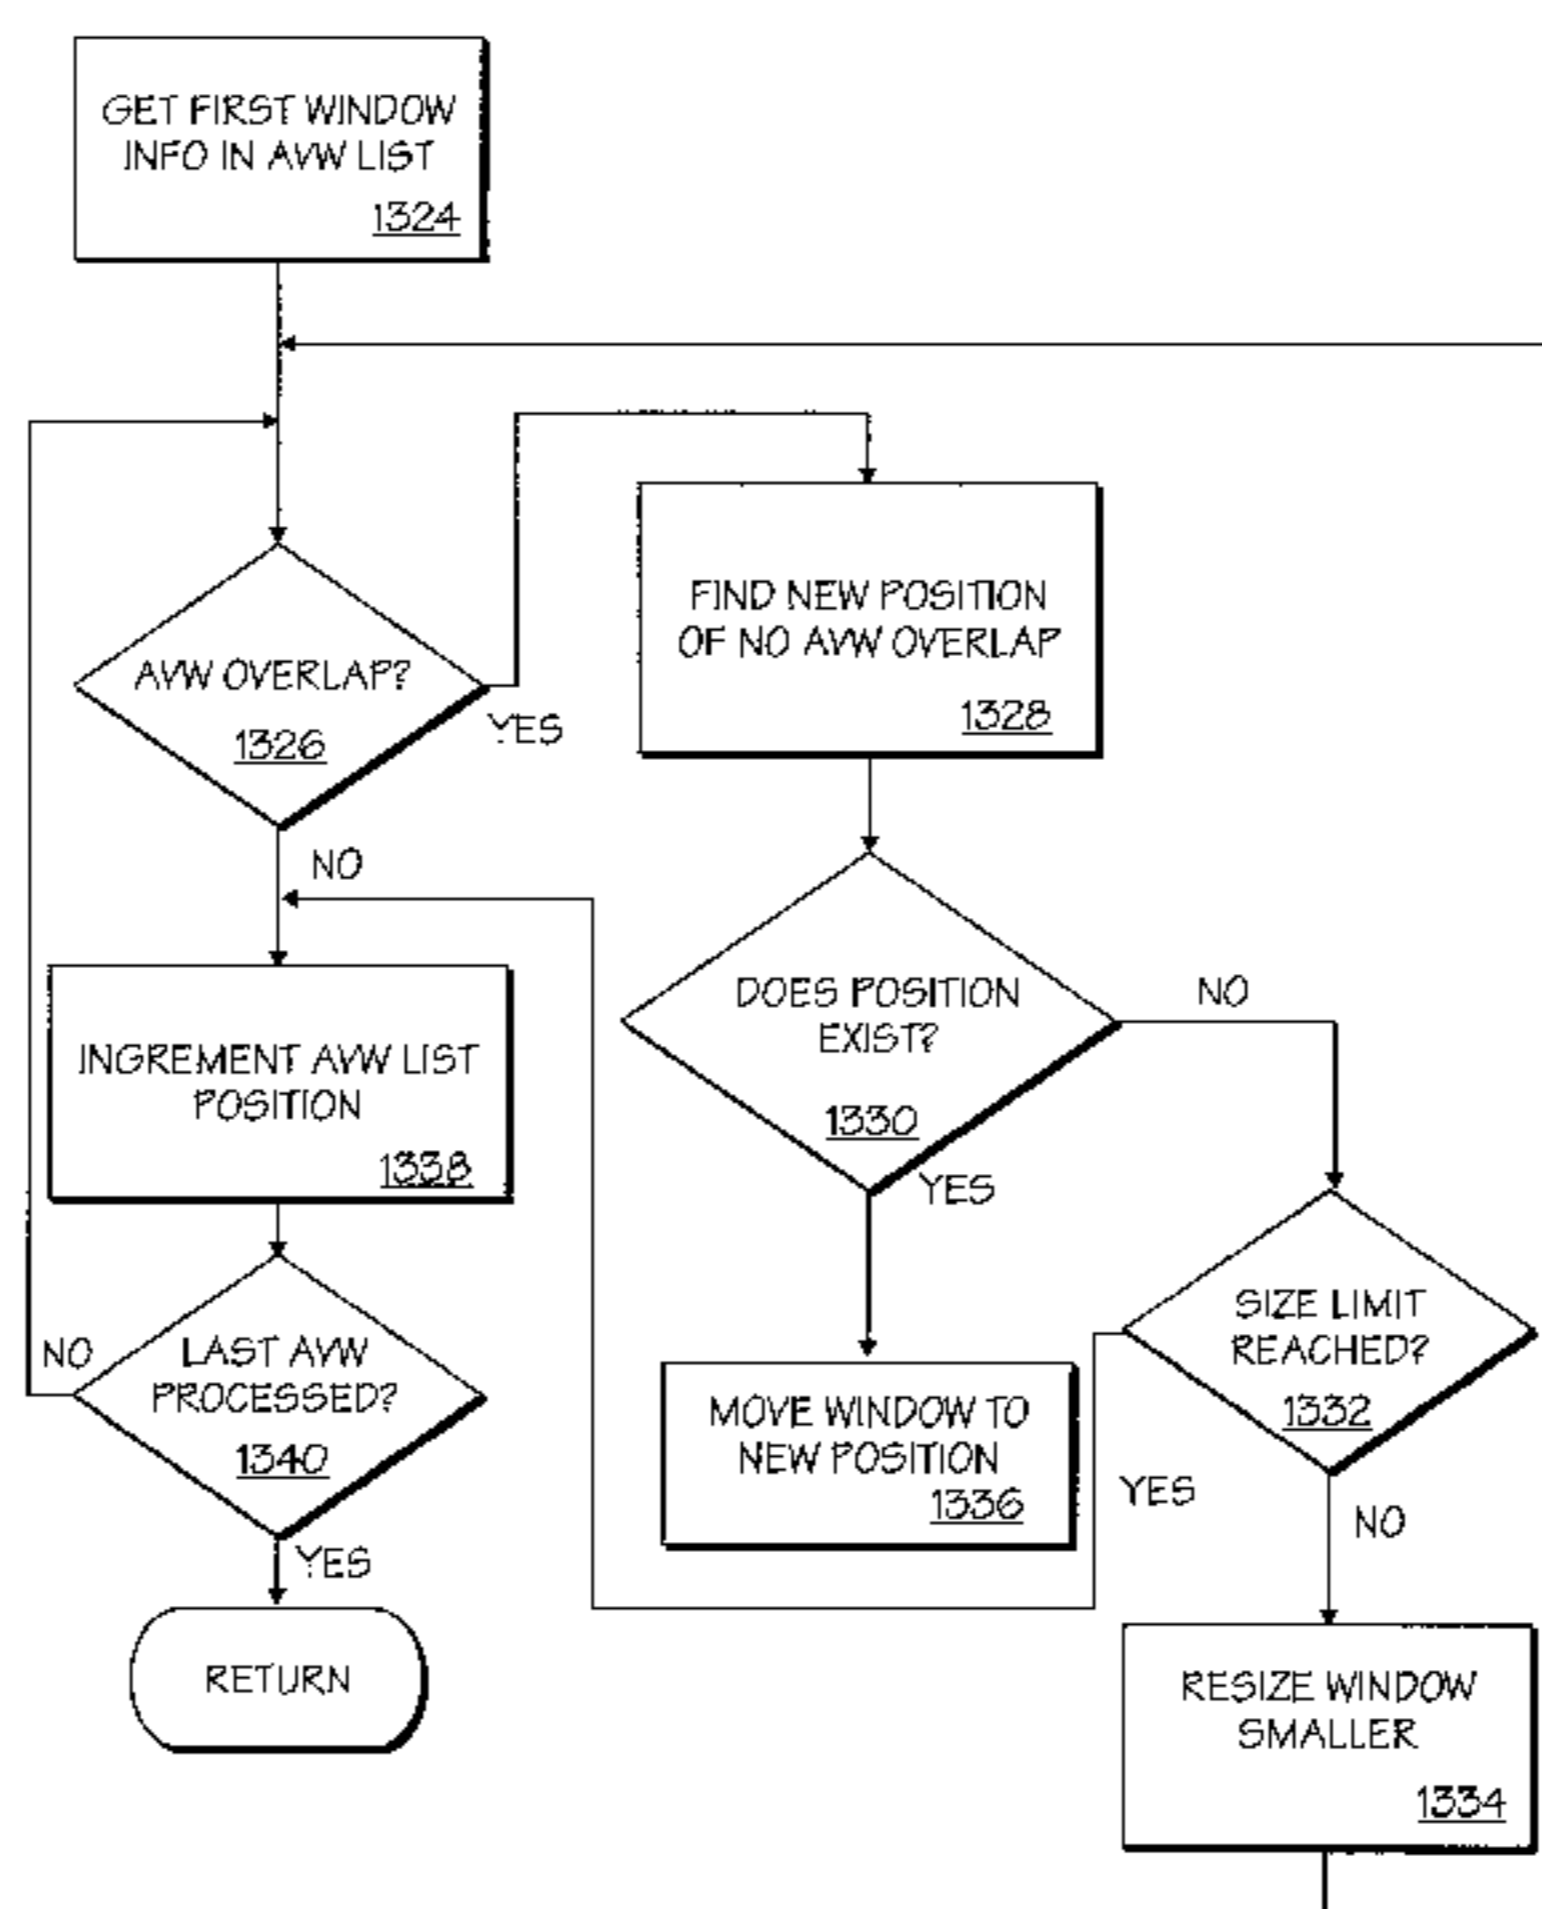 GET FIRST WINDOW
INFO IN AVW LIST
1324
AVW OVERLAP?
1326
YES
NO
FIND NEW POSITION
OF NO AVW OVERLAP
1328
DOES POSITION
EXIST?
1330
NO
YES
INGREMENT AVW LIST
POSITION
1338
LAST AVW
PROCESSED?
1340
NO
YES
RETURN
MOVE WINDOW TO
NEW POSITION
1336
SIZE LIMIT
REACHED?
1332
YES
NO
RESIZE WINDOW
SMALLER
1334